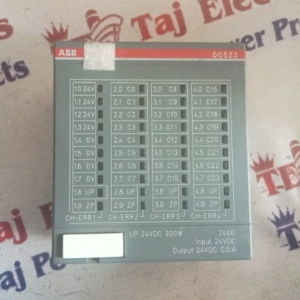 Taj Elect
Power Pro
ducts
ABB
DC523
1.0 24V 2.0 C0 3.0 C8 4.0 C16
1.1 24V 2.1 C1 3.1 C9 4.1 C17
1.2 24V 2.2 C2 3.2 C10 4.2 C18
1.3 24V 2.3 C3 3.3 C11 4.3 C19
1.4 0V 2.4 C4 3.4 C12 4.4 C20
1.5 0V 2.5 C5 3.5 C13 4.5 C21
1.6 0V 2.6 C6 3.6 C14 4.6 C22
1.7 0V 2.7 C7 3.7 C15 4.7 C23
1.8 UP 2.8 UP 3.8 UP 4.8 UP
1.9 ZP 2.9 ZP 3.9 ZP 4.9 ZP
CH-ERR1 CH-ERR2 CH-ERR3 CH-ERR4
UP 24VDC 300W 24DC
Input 24VDC
Output 24VDC 0.5A